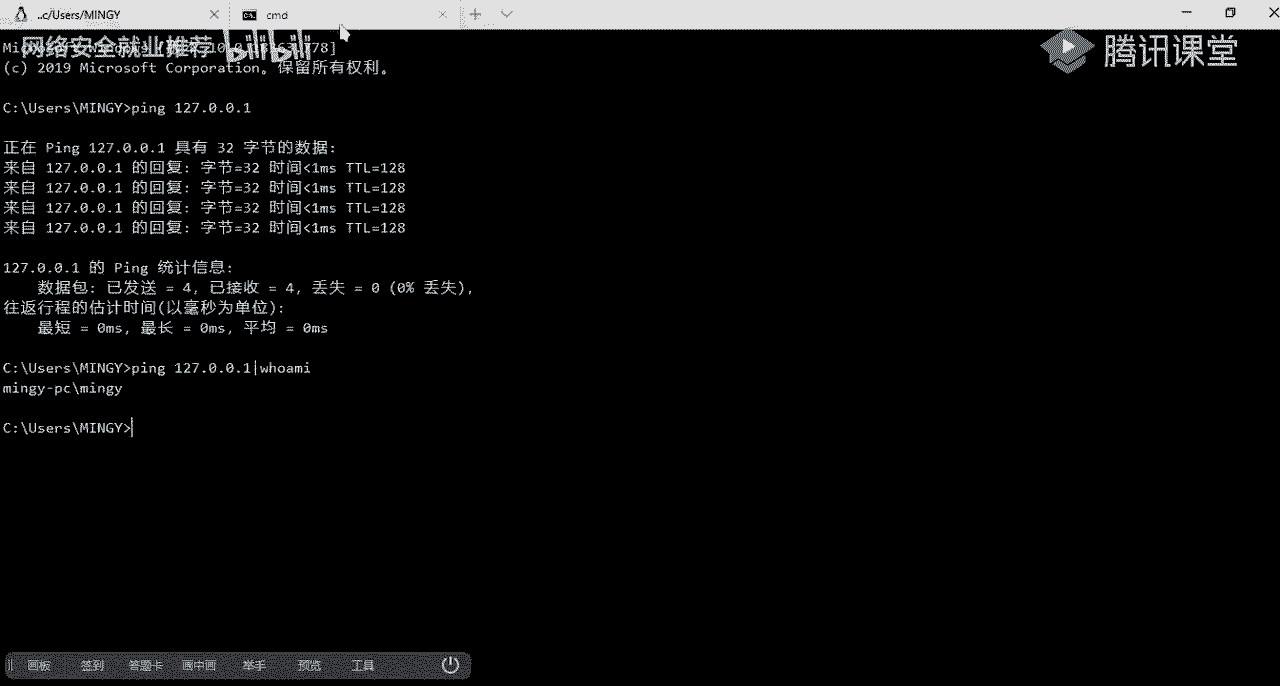 ..c/Users/MINGY
cmd
网络安全就业推荐 bilibili
腾讯课堂
(c) 2019 Microsoft Corporation。保留所有权利。
C:\Users\MINGY>ping 127.0.0.1
正在 Ping 127.0.0.1 具有 32 字节的数据:
来自 127.0.0.1 的回复: 字节=32 时间<1ms TTL=128
来自 127.0.0.1 的回复: 字节=32 时间<1ms TTL=128
来自 127.0.0.1 的回复: 字节=32 时间<1ms TTL=128
来自 127.0.0.1 的回复: 字节=32 时间<1ms TTL=128
127.0.0.1 的 Ping 统计信息:
数据包: 已发送 = 4, 已接收 = 4, 丢失 = 0 (0% 丢失),
往返行程的估计时间(以毫秒为单位):
最短 = 0ms, 最长 = 0ms, 平均 = 0ms
C:\Users\MINGY>ping 127.0.0.1|whoami
mingy-pc\mingy
C:\Users\MINGY>
画板 签到 答题卡 画中画 举手 预览 工具